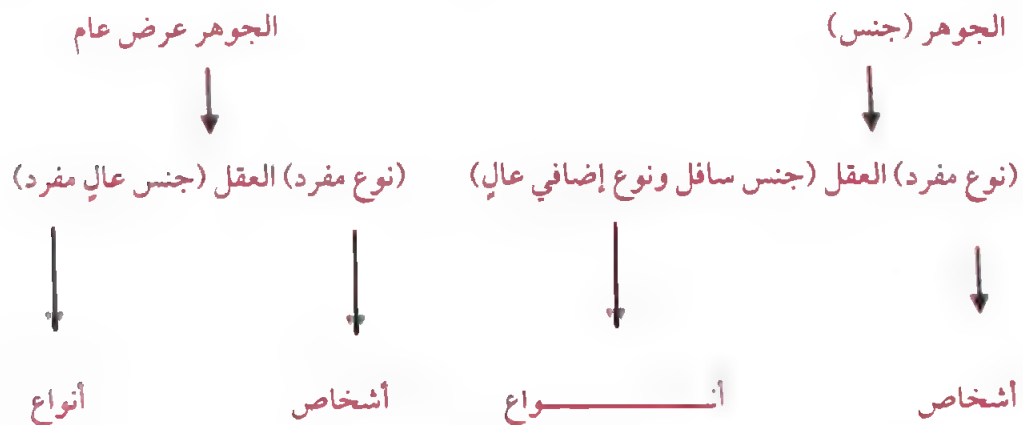 الجوهر (جنس) الجوهر عرض عام
(نوع مفرد) العقل (جنس سافل ونوع إضافي عالٍ) (نوع مفرد) العقل (جنس عالٍ مفرد)
أشخاص أنـــــــواع أشخاص أنواع